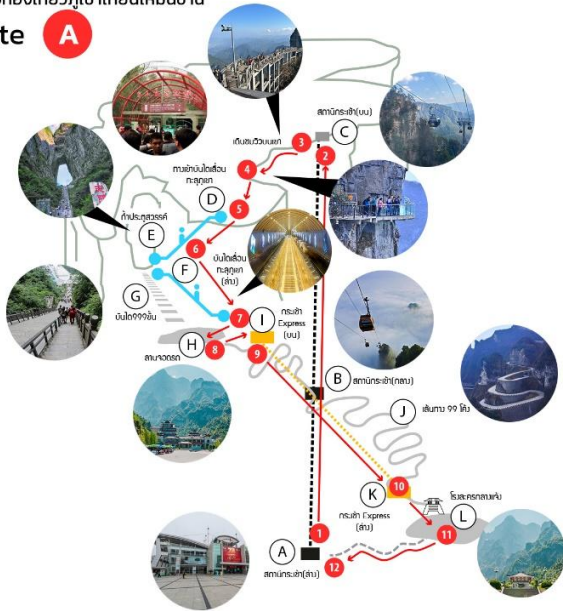 te A
3
สถานีกระเช้า(บน)
C
เดินชมวิวบนเขา
2
4
ทางเข้าบันไดเลื่อน
ทะลุภูเขา
D
5
ถ้ำประตูสวรรค์
E
6
F
บันไดเลื่อน
ทะลุภูเขา
(ล่าง)
G
บันได999ขั้น
7
I
กระเช้า
Express
(บน)
H
8
9
ลานจอดรถ
B
สถานีกระเช้า(กลาง)
J
เส้นทาง 99 โค้ง
10
K
กระเช้า Express
(ล่าง)
โรงละครกลางแจ้ง
L
1
11
A
สถานีกระเช้า(ล่าง)
12